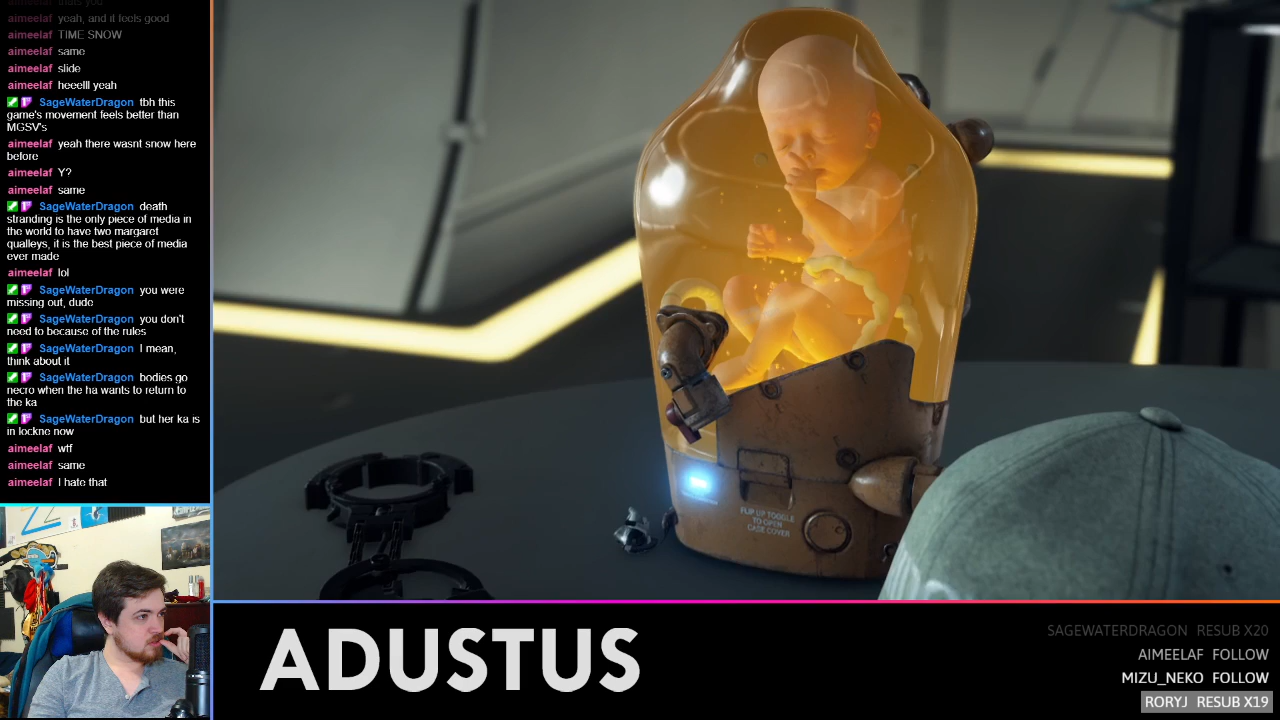 thats you
aimeelaf yeah, and it feels good
aimeelaf TIME SNOW
aimeelaf same
aimeelaf slide
aimeelaf heeelll yeah
SageWaterDragon tbh this
game's movement feels better than
MGSV's
aimeelaf yeah there wasnt snow here
before
aimeelaf Y?
aimeelaf same
SageWaterDragon death
stranding is the only piece of media in
the world to have two margaret
qualleys, it is the best piece of media
ever made
aimeelaf lol
SageWaterDragon you were
missing out, dude
SageWaterDragon you don't
need to because of the rules
SageWaterDragon I mean,
think about it
SageWaterDragon bodies go
necro when the ha wants to return to
the ka
SageWaterDragon but her ka is
in lockne now
aimeelaf wtf
aimeelaf same
aimeelaf I hate that
FLIP UP TOGGLE
TO OPEN
CASE COVER
ADUSTUS
SAGEWATERDRAGON RESUB X20
AIMEELAF FOLLOW
MIZU_NEKO FOLLOW
RORYJ RESUB X19